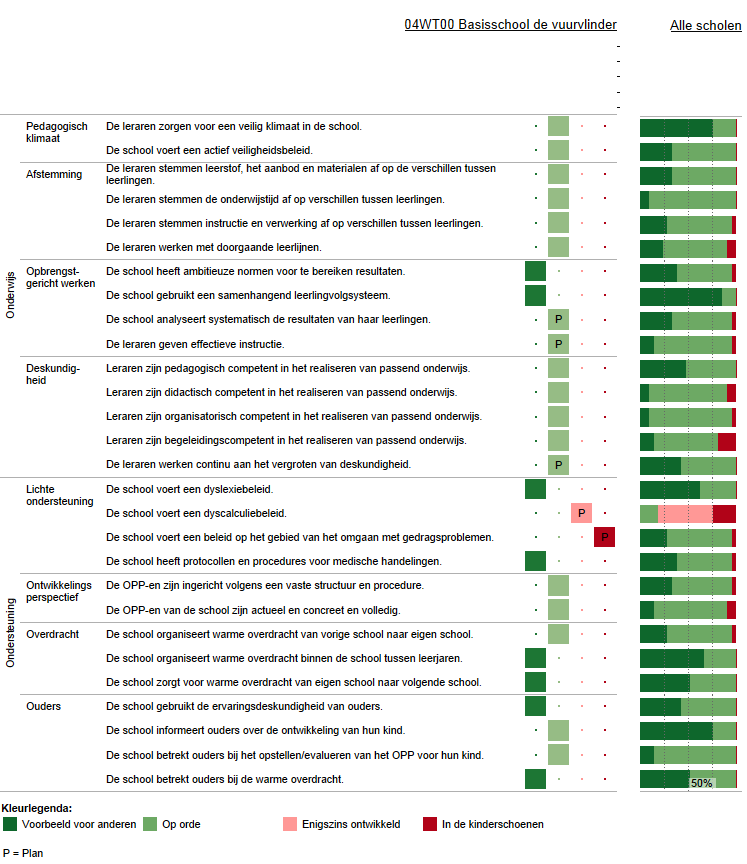 04WT00 Basisschool de vuurvlinder
Alle scholen
Onderwijs
Pedagogisch
klimaat
De leraren zorgen voor een veilig klimaat in de school.
De school voert een actief veiligheidsbeleid.
Afstemming
De leraren stemmen leerstof, het aanbod en materialen af op de verschillen tussen
leerlingen.
De leraren stemmen de onderwijstijd af op verschillen tussen leerlingen.
De leraren stemmen instructie en verwerking af op verschillen tussen leerlingen.
De leraren werken met doorgaande leerlijnen.
Opbrengst-
gericht werken
De school heeft ambitieuze normen voor te bereiken resultaten.
De school gebruikt een samenhangend leerlingvolgsysteem.
De school analyseert systematisch de resultaten van haar leerlingen.
P
De leraren geven effectieve instructie.
P
Deskundig-
heid
Leraren zijn pedagogisch competent in het realiseren van passend onderwijs.
Leraren zijn didactisch competent in het realiseren van passend onderwijs.
Leraren zijn organisatorisch competent in het realiseren van passend onderwijs.
Leraren zijn begeleidingscompetent in het realiseren van passend onderwijs.
De leraren werken continu aan het vergroten van deskundigheid.
P
Ondersteuning
Lichte
ondersteuning
De school voert een dyslexiebeleid.
De school voert een dyscalculiebeleid.
P
De school voert een beleid op het gebied van het omgaan met gedragsproblemen.
P
De school heeft protocollen en procedures voor medische handelingen.
Ontwikkelings
perspectief
De OPP-en zijn ingericht volgens een vaste structuur en procedure.
De OPP-en van de school zijn actueel en concreet en volledig.
Overdracht
De school organiseert warme overdracht van vorige school naar eigen school.
De school organiseert warme overdracht binnen de school tussen leerjaren.
De school zorgt voor warme overdracht van eigen school naar volgende school.
Ouders
De school gebruikt de ervaringsdeskundigheid van ouders.
De school informeert ouders over de ontwikkeling van hun kind.
De school betrekt ouders bij het opstellen/evalueren van het OPP voor hun kind.
De school betrekt ouders bij de warme overdracht.
50%
Kleurlegenda:
Voorbeeld voor anderen
Op orde
Enigszins ontwikkeld
In de kinderschoenen
P = Plan